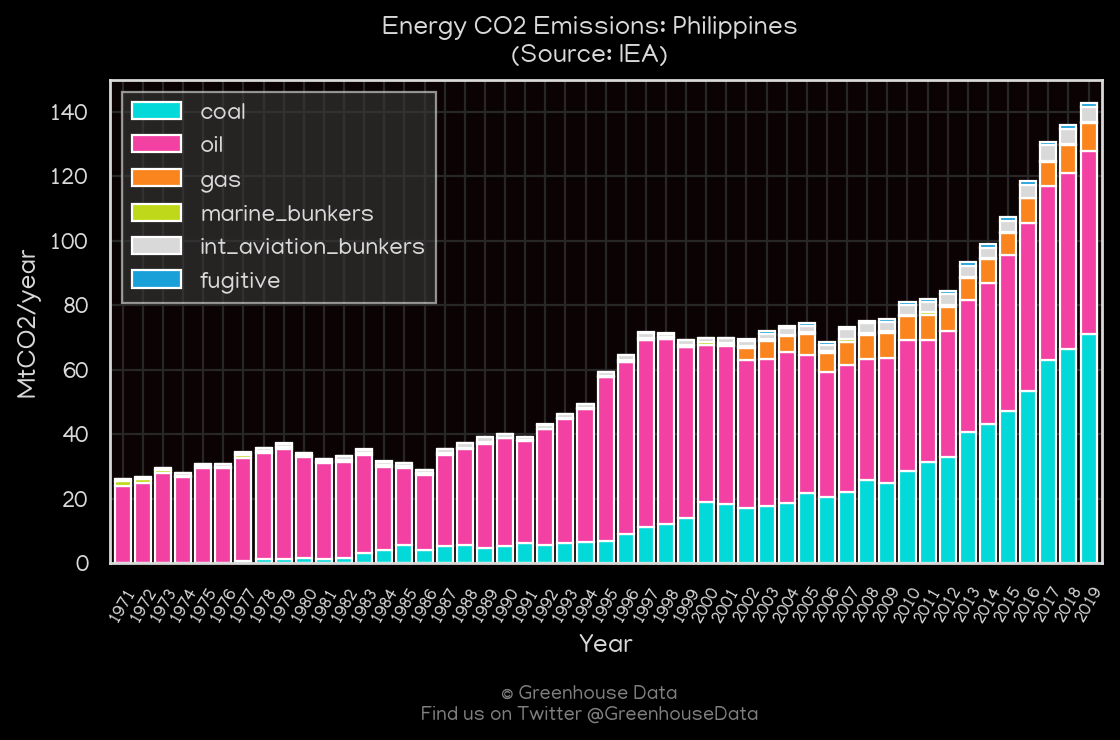 Energy CO2 Emissions: Philippines
(Source: IEA)
coal
oil
gas
marine_bunkers
int_aviation_bunkers
fugitive
MtCO2/year
140
120
100
80
60
40
20
0
1971 1972 1973 1974 1975 1976 1977 1978 1979 1980 1981 1982 1983 1984 1985 1986 1987 1988 1989 1990 1991 1992 1993 1994 1995 1996 1997 1998 1999 2000 2001 2002 2003 2004 2005 2006 2007 2008 2009 2010 2011 2012 2013 2014 2015 2016 2017 2018 2019
Year
© Greenhouse Data
Find us on Twitter @GreenhouseData